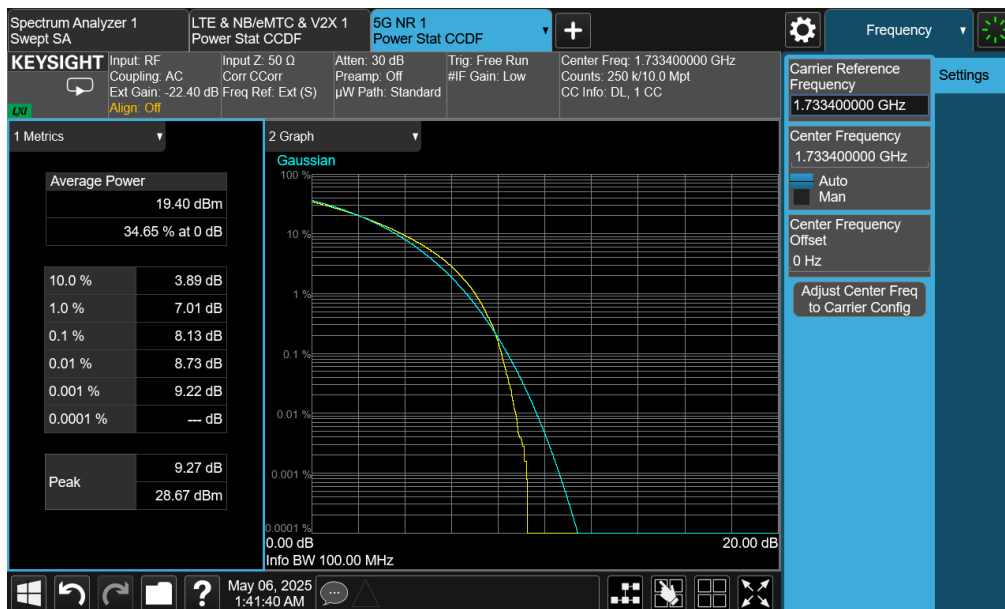 Spectrum Analyzer 1
Swept SA
LTE & NB/eMTC & V2X 1
Power Stat CCDF
5G NR 1
Power Stat CCDF
Frequency
KEYSIGHT
LXI
Input: RF
Coupling: AC
Ext Gain: -22.40 dB
Align: Off
Input Z: 50 Ω
Corr CCorr
Freq Ref: Ext (S)
Atten: 30 dB
Preamp: Off
µW Path: Standard
Trig: Free Run
#IF Gain: Low
Center Freq: 1.733400000 GHz
Counts: 250 k/10.0 Mpt
CC Info: DL, 1 CC
Carrier Reference
Frequency
1.733400000 GHz
Settings
Center Frequency
1.733400000 GHz
Auto
Man
Center Frequency
Offset
0 Hz
Adjust Center Freq
to Carrier Config
1 Metrics
Average Power
19.40 dBm
34.65 % at 0 dB
10.0 % 3.89 dB
1.0 % 7.01 dB
0.1 % 8.13 dB
0.01 % 8.73 dB
0.001 % 9.22 dB
0.0001 % --- dB
Peak
9.27 dB
28.67 dBm
2 Graph
Gaussian
100 %
10 %
1 %
0.1 %
0.01 %
0.001 %
0.0001 %
0.00 dB
20.00 dB
Info BW 100.00 MHz
?
May 06, 2025
1:41:40 AM